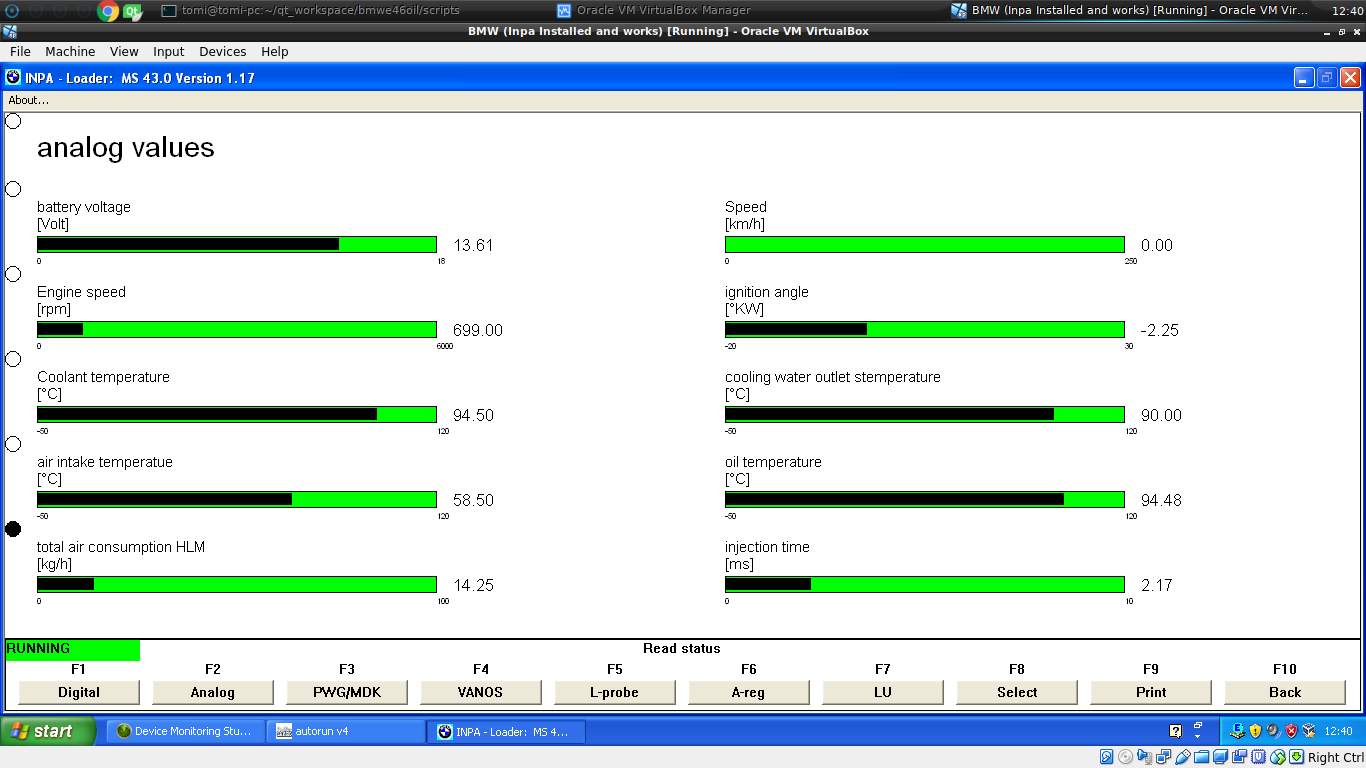 tomi@tomi-pc:~/qt_workspace/bmwe46oil/scripts
Oracle VM VirtualBox Manager
BMW (Inpa Installed and works) [Running] - Oracle VM Vir...
12:40
BMW (Inpa Installed and works) [Running] - Oracle VM VirtualBox
File Machine View Input Devices Help
INPA - Loader: MS 43.0 Version 1.17
About...
analog values
battery voltage
[Volt]
13.61
0 18
Speed
[km/h]
0.00
0 250
Engine speed
[rpm]
699.00
0 6000
ignition angle
[°KW]
-2.25
-20 30
Coolant temperature
[°C]
94.50
-50 120
cooling water outlet stemperature
[°C]
90.00
-50 120
air intake temperatue
[°C]
58.50
-50 120
oil temperature
[°C]
94.48
-50 120
total air consumption HLM
[kg/h]
14.25
0 100
injection time
[ms]
2.17
0 10
RUNNING
Read status
F1 F2 F3 F4 F5 F6 F7 F8 F9 F10
Digital Analog PWG/MDK VANOS L-probe A-reg LU Select Print Back
start
Device Monitoring Stu...
autorun v4
INPA - Loader: MS 4...
12:40
Right Ctrl